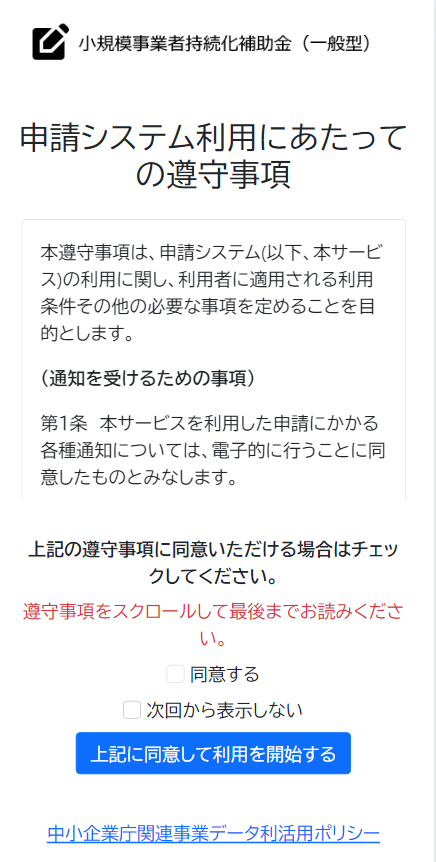 小規模事業者持続化補助金（一般型）
申請システム利用にあたって
の遵守事項
本遵守事項は、申請システム(以下、本サービ
ス)の利用に関し、利用者に適用される利用
条件その他の必要な事項を定めることを目
的とします。
（通知を受けるための事項）
第1条 本サービスを利用した申請にかかる
各種通知については、電子的に行うことに同
意したものとみなします。
上記の遵守事項に同意いただける場合はチェッ
クしてください。
遵守事項をスクロールして最後までお読みくださ
い。
同意する
次回から表示しない
上記に同意して利用を開始する
中小企業庁関連事業データ利活用ポリシー